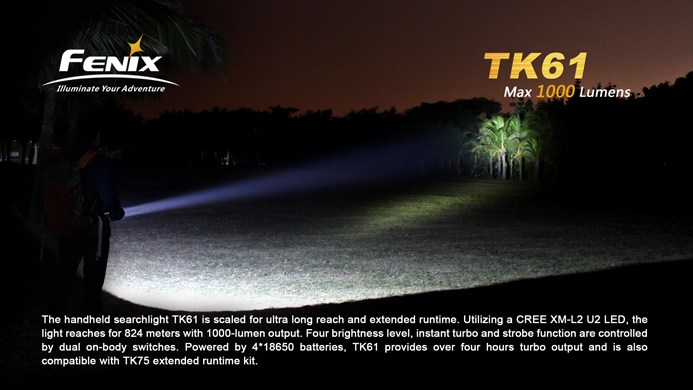 FENIX
Illuminate Your Adventure
TK61
Max 1000 Lumens
The handheld searchlight TK61 is scaled for ultra long reach and extended runtime. Utilizing a CREE XM-L2 U2 LED, the
light reaches for 824 meters with 1000-lumen output. Four brightness level, instant turbo and strobe function are controlled
by dual on-body switches. Powered by 4*18650 batteries, TK61 provides over four hours turbo output and is also
compatible with TK75 extended runtime kit.